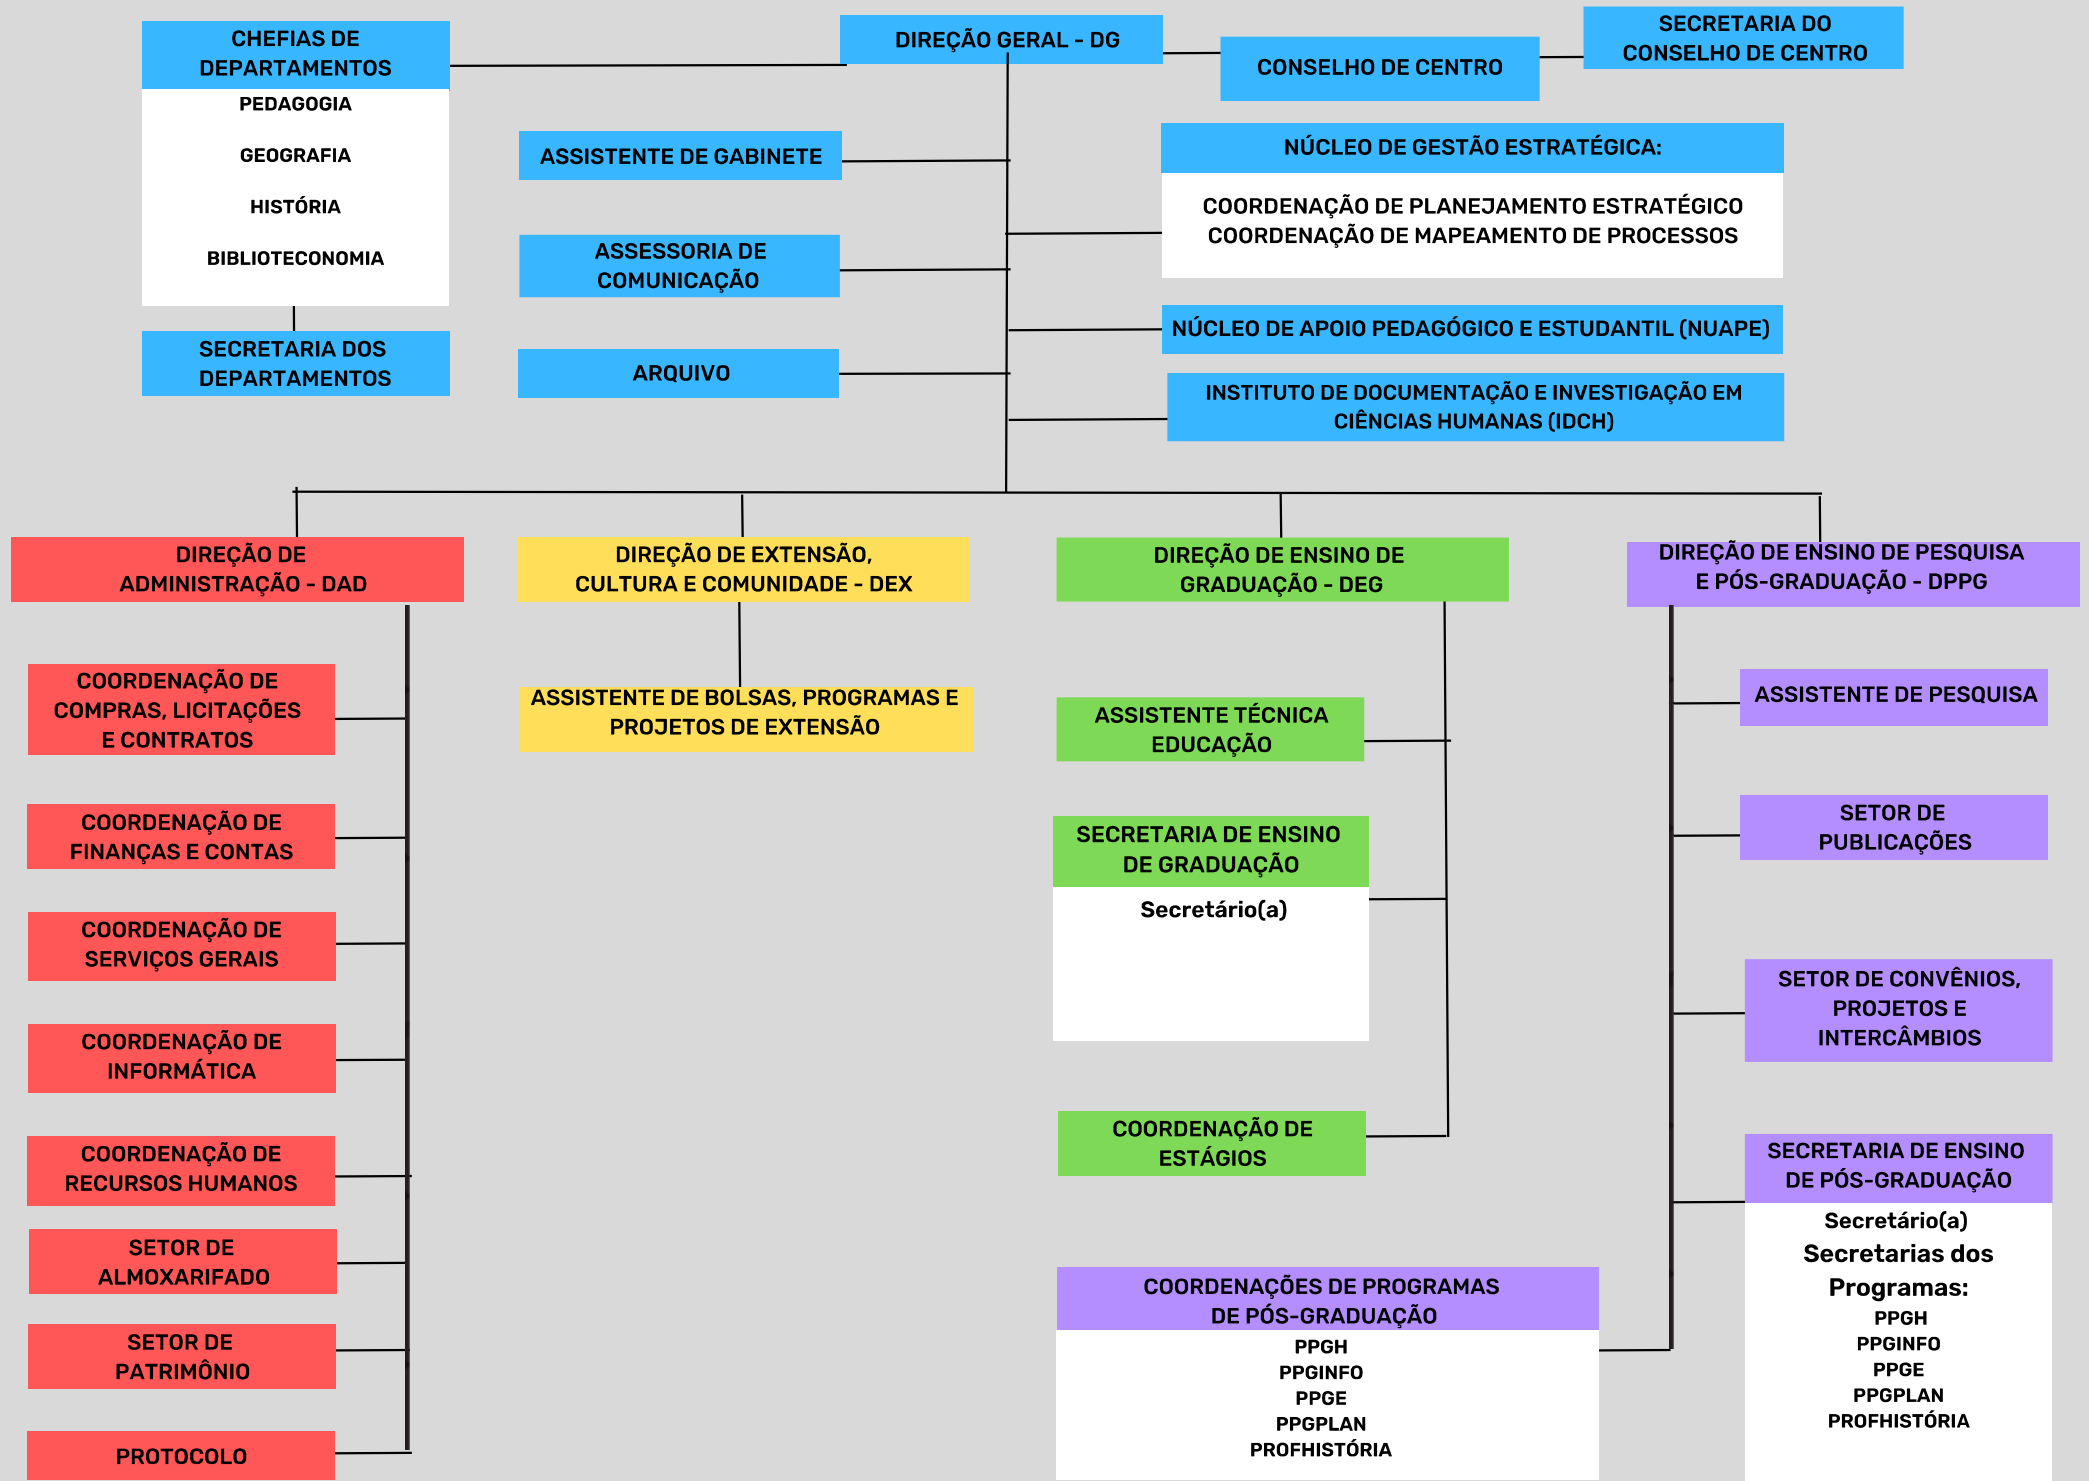 CHEFIAS DE
DEPARTAMENTOS
PEDAGOGIA
GEOGRAFIA
HISTÓRIA
BIBLIOTECONOMIA
SECRETARIA DOS
DEPARTAMENTOS
DIREÇÃO GERAL - DG
CONSELHO DE CENTRO
SECRETARIA DO
CONSELHO DE CENTRO
ASSISTENTE DE GABINETE
ASSESSORIA DE
COMUNICAÇÃO
ARQUIVO
NÚCLEO DE GESTÃO ESTRATÉGICA:
COORDENAÇÃO DE PLANEJAMENTO ESTRATÉGICO
COORDENAÇÃO DE MAPEAMENTO DE PROCESSOS
NÚCLEO DE APOIO PEDAGÓGICO E ESTUDANTIL (NUAPE)
INSTITUTO DE DOCUMENTAÇÃO E INVESTIGAÇÃO EM
CIÊNCIAS HUMANAS (IDCH)
DIREÇÃO DE
ADMINISTRAÇÃO - DAD
COORDENAÇÃO DE
COMPRAS, LICITAÇÕES
E CONTRATOS
COORDENAÇÃO DE
FINANÇAS E CONTAS
COORDENAÇÃO DE
SERVIÇOS GERAIS
COORDENAÇÃO DE
INFORMÁTICA
COORDENAÇÃO DE
RECURSOS HUMANOS
SETOR DE
ALMOXARIFADO
SETOR DE
PATRIMÔNIO
PROTOCOLO
DIREÇÃO DE EXTENSÃO,
CULTURA E COMUNIDADE - DEX
ASSISTENTE DE BOLSAS, PROGRAMAS E
PROJETOS DE EXTENSÃO
DIREÇÃO DE ENSINO DE
GRADUAÇÃO - DEG
ASSISTENTE TÉCNICA
EDUCAÇÃO
SECRETARIA DE ENSINO
DE GRADUAÇÃO
Secretário(a)
COORDENAÇÃO DE
ESTÁGIOS
DIREÇÃO DE ENSINO DE PESQUISA
E PÓS-GRADUAÇÃO - DPPG
ASSISTENTE DE PESQUISA
SETOR DE
PUBLICAÇÕES
SETOR DE CONVÊNIOS,
PROJETOS E
INTERCÂMBIOS
SECRETARIA DE ENSINO
DE PÓS-GRADUAÇÃO
Secretário(a)
Secretarias dos
Programas:
PPGH
PPGINFO
PPGE
PPGPLAN
PROFHISTÓRIA
COORDENAÇÕES DE PROGRAMAS
DE PÓS-GRADUAÇÃO
PPGH
PPGINFO
PPGE
PPGPLAN
PROFHISTÓRIA